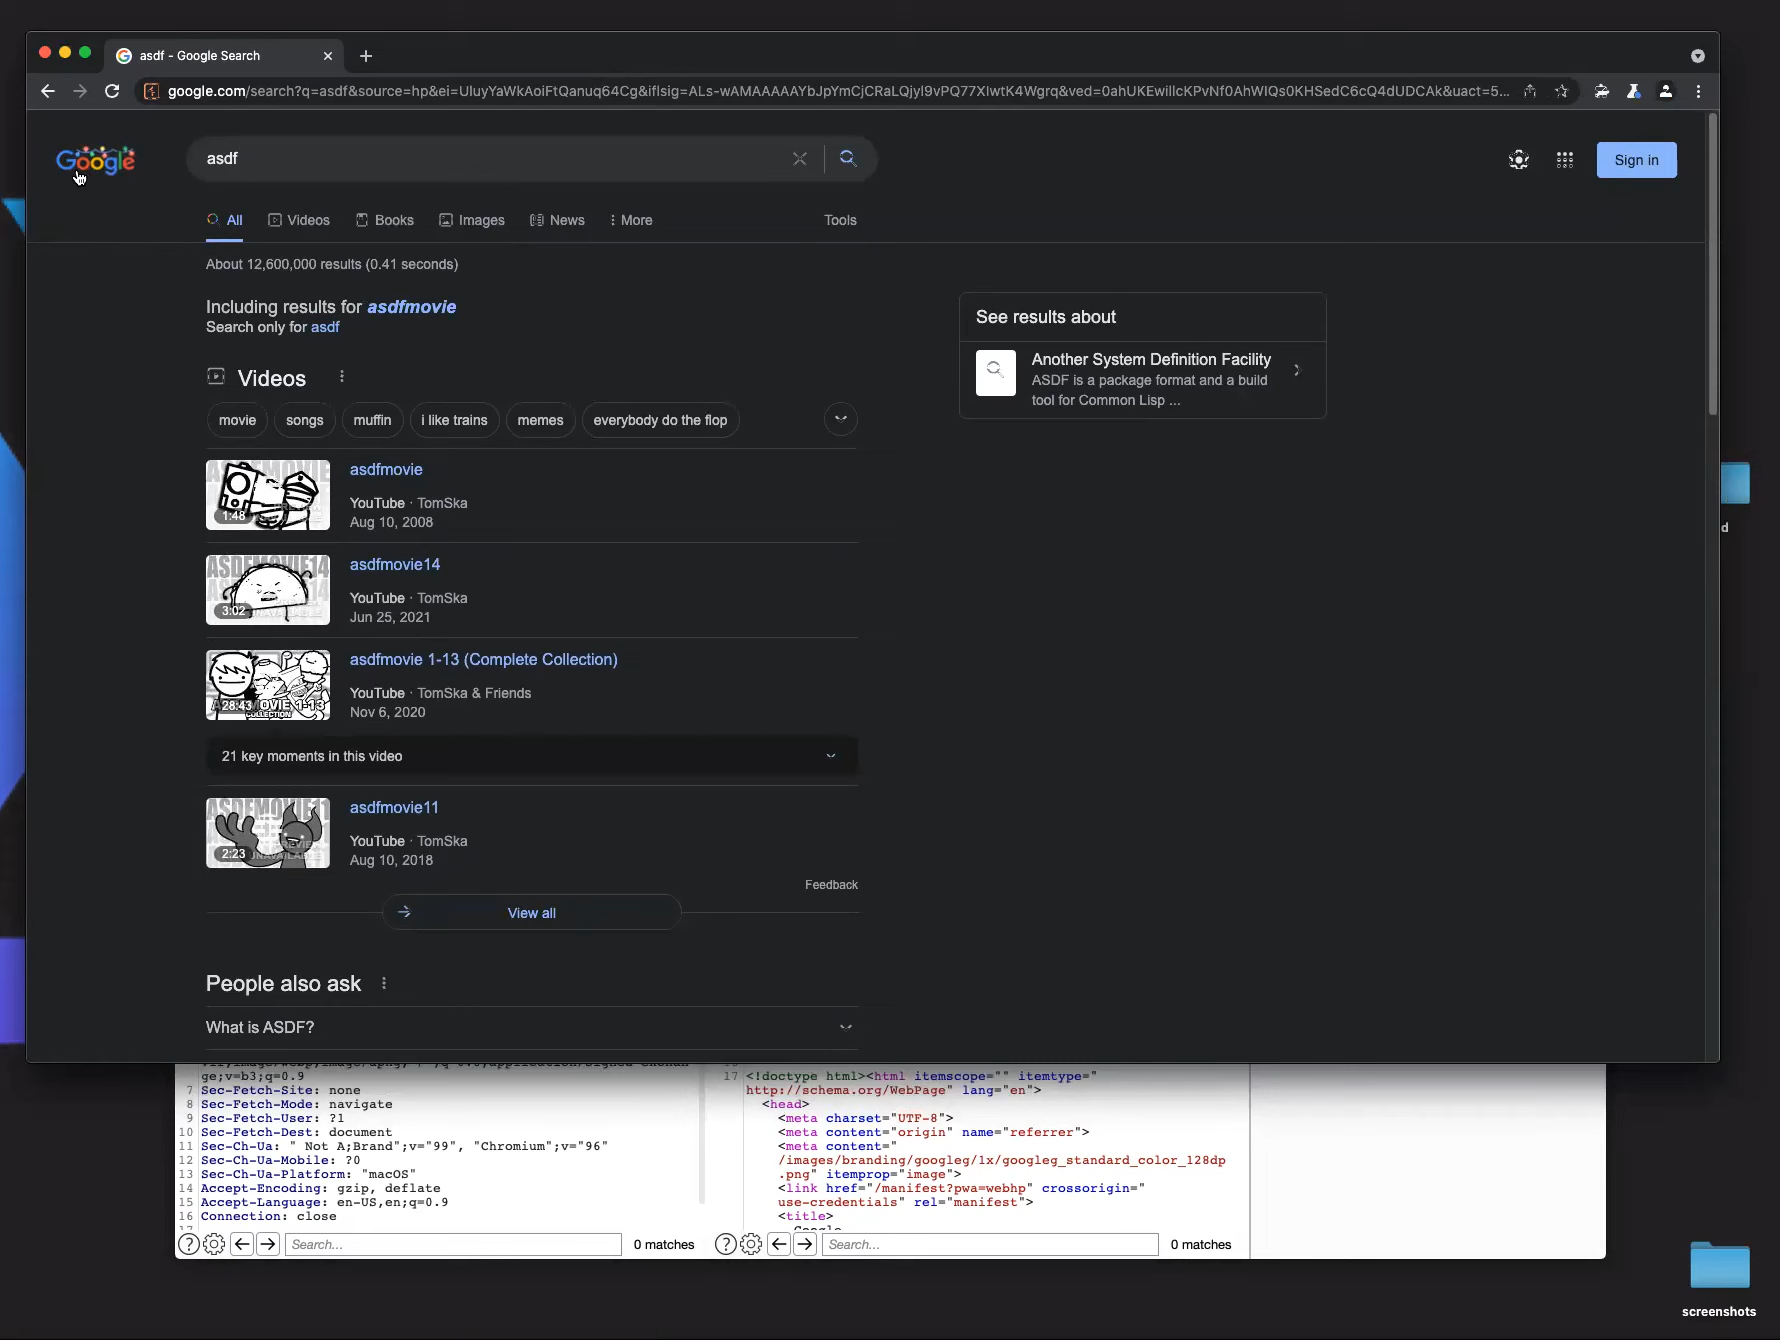 asdf - Google Search
google.com/search?q=asdf&source=hp&ei=UluyYaWkAoiFtQanuq64Cg&iflsig=ALs-wAMAAAAAYbJpYmCjCRaLQjyl9vPQ77XlwtK4Wgrq&ved=0ahUKEwillcKPvNf0AhWIQs0KHSedC6cQ4dUDCAk&uact=5...
Google
asdf
Sign in
All
Videos
Books
Images
News
More
Tools
About 12,600,000 results (0.41 seconds)
Including results for asdfmovie
Search only for asdf
See results about
Another System Definition Facility
ASDF is a package format and a build
tool for Common Lisp ...
Videos
movie
songs
muffin
i like trains
memes
everybody do the flop
asdfmovie
YouTube · TomSka
Aug 10, 2008
1:48
asdfmovie14
YouTube · TomSka
Jun 25, 2021
ASDFMOVIE14
3:02
asdfmovie 1-13 (Complete Collection)
YouTube · TomSka & Friends
Nov 6, 2020
28:43
COLLECTION
21 key moments in this video
asdfmovie11
YouTube · TomSka
Aug 10, 2018
2:23
Feedback
View all
People also ask
What is ASDF?
ge;v=b3;q=0.9
7 Sec-Fetch-Site: none
8 Sec-Fetch-Mode: navigate
9 Sec-Fetch-User: ?1
10 Sec-Fetch-Dest: document
11 Sec-Ch-Ua: " Not A;Brand";v="99", "Chromium";v="96"
12 Sec-Ch-Ua-Mobile: ?0
13 Sec-Ch-Ua-Platform: "macOS"
14 Accept-Encoding: gzip, deflate
15 Accept-Language: en-US,en;q=0.9
16 Connection: close
17
Search...
0 matches
17 <!doctype html><html itemscope="" itemtype="
http://schema.org/WebPage" lang="en">
<head>
<meta charset="UTF-8">
<meta content="origin" name="referrer">
<meta content="
/images/branding/googleg/1x/googleg_standard_color_128dp
.png" itemprop="image">
<link href="/manifest?pwa=webhp" crossorigin="
use-credentials" rel="manifest">
<title>
Google
Search...
0 matches
d
screenshots